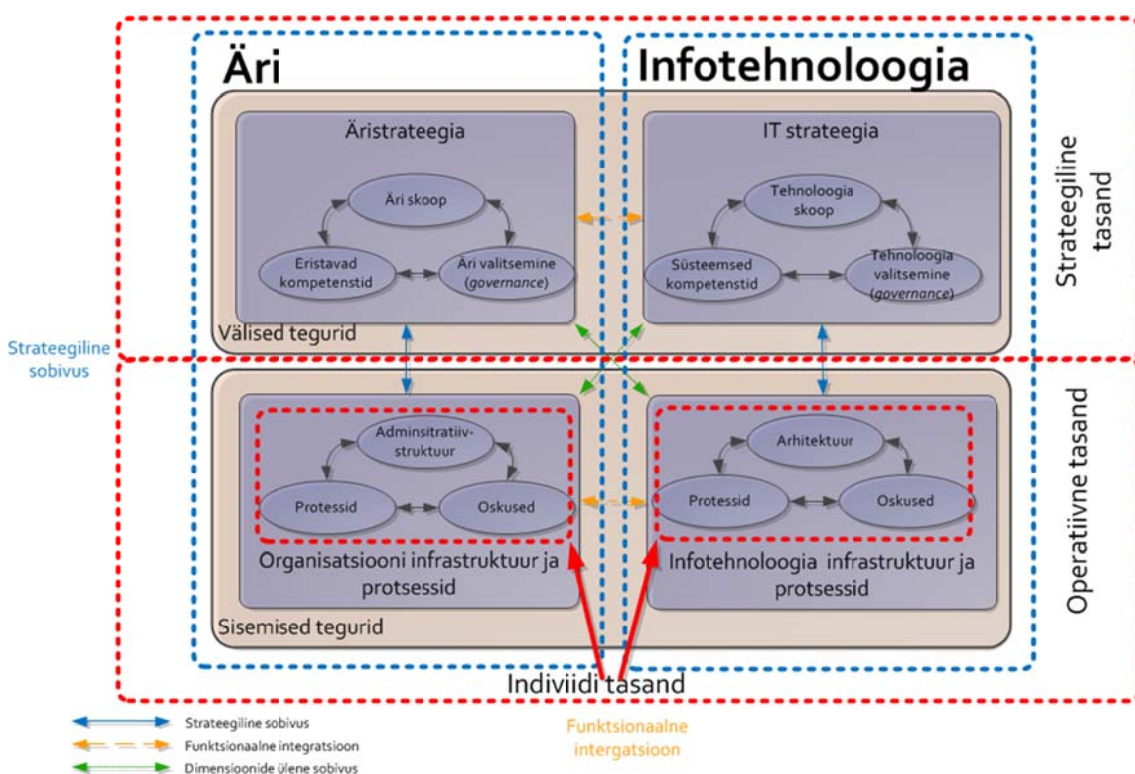 Äri
Infotehnoloogia
Äristrateegia
Äri skoop
Eristavad
kompetenstid
Äri valitsemine
(governance)
IT strateegia
Tehnoloogia
skoop
Süsteemsed
kompetenstid
Tehnoloogia
valitsemine
(governance)
Välised tegurid
Strateegiline
tasand
Strateegiline
sobivus
Adminsitratiiv-
struktuur
Protessid
Oskused
Organisatsiooni infrastruktuur ja
protsessid
Arhitektuur
Protessid
Oskused
Infotehnoloogia infrastruktuur ja
protsessid
Sisemised tegurid
Operatiivne tasand
Indiviidi tasand
Strateegiline sobivus
Funktsionaalne integratsioon
Dimensioonide ülene sobivus
Funktsionaalne
intergatsioon